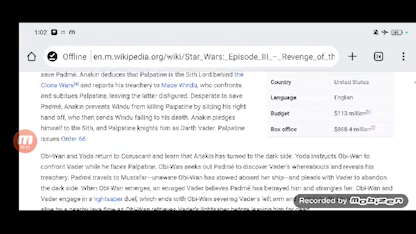 1:02
Offline
en.m.wikipedia.org/wiki/Star_Wars:_Episode_III_–_Revenge_of_th
save Padmé. Anakin deduces that Palpatine is the Sith Lord behind the
Clone Wars and reports his treachery to Mace Windu, who confronts
and subdues Palpatine, leaving the latter disfigured. Desperate to
save Padmé, Anakin prevents Windu from killing Palpatine by slicing his right
hand off, who then sends Windu falling to his death. Anakin pledges
himself to the Sith, and Palpatine knights him as Darth Vader. Palpatine
issues Order 66
Country United States
Language English
Budget $113 million
Box office $868.4 million
Obi-Wan and Yoda return to Coruscant and learn that Anakin has turned to the dark side. Yoda instructs Obi-Wan to
confront Vader while he faces Palpatine. Obi-Wan seeks out Padmé to discover Vader's whereabouts and reveals his
treachery. Padmé travels to Mustafar—unaware Obi-Wan has stowed aboard her ship—and pleads with Vader to abandon
the dark side. When Obi-Wan emerges, an enraged Vader believes Padmé has betrayed him and strangles her. Obi-Wan and
Vader engage in a lightsaber duel, which ends with Obi-Wan severing Vader's left arm and
Recorded by Mobizen